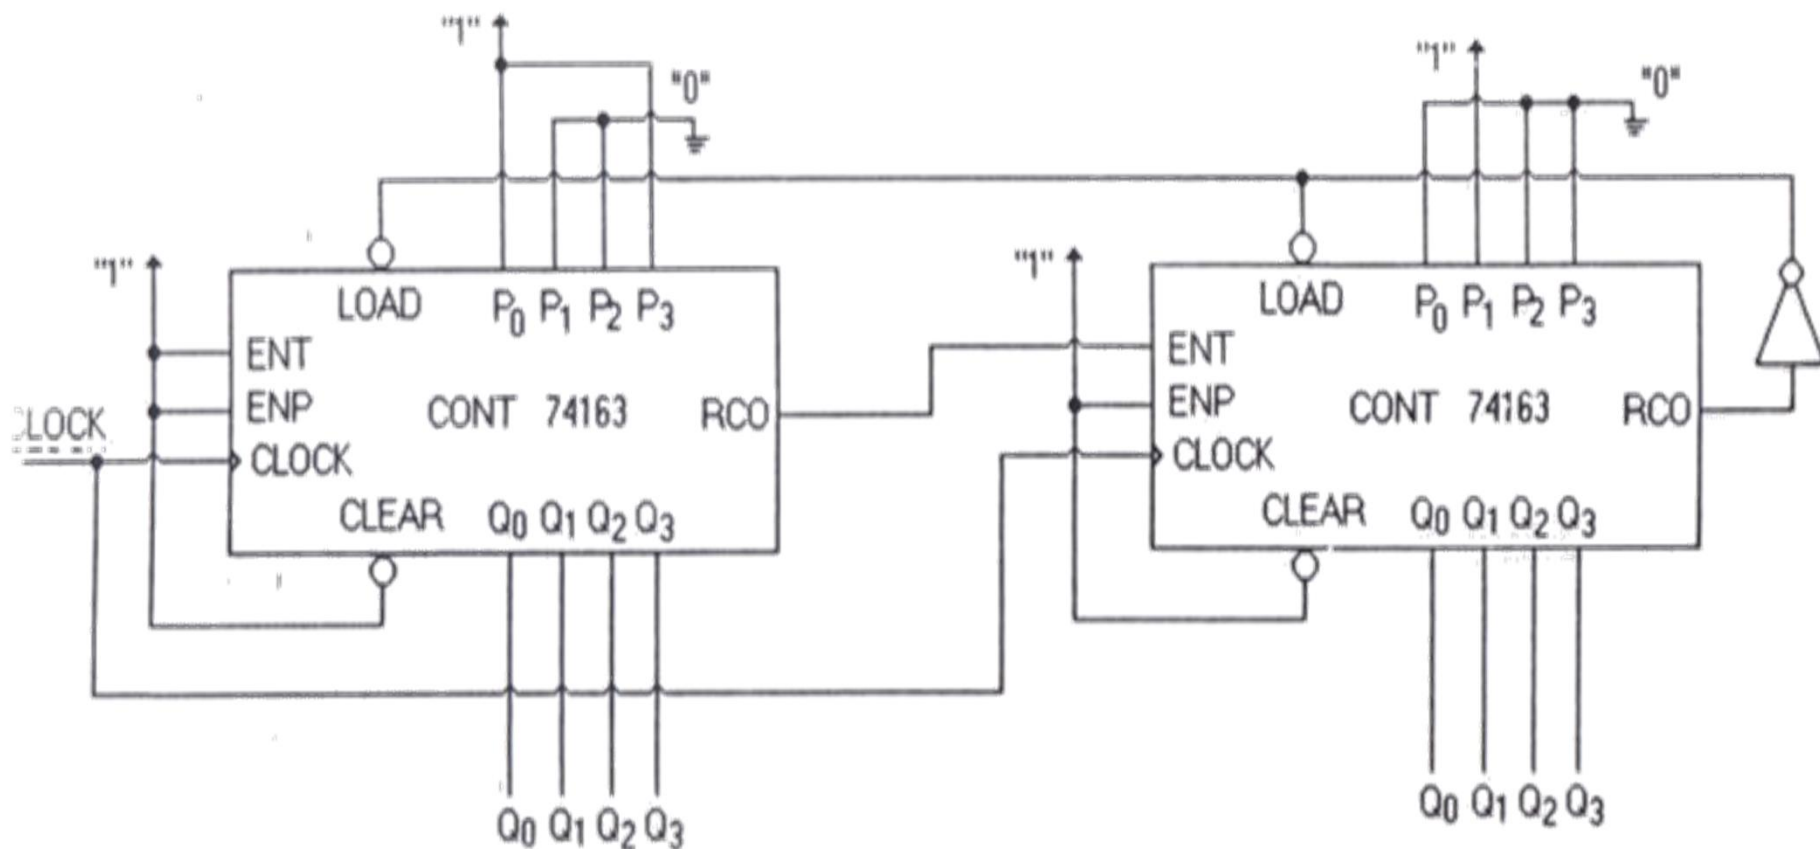 "1"
"0"
"1"
"0"
"1"
LOAD P0 P1 P2 P3
ENT
ENP
CONT 74163
RCO
CLOCK
CLEAR Q0 Q1 Q2 Q3
Q0 Q1 Q2 Q3
"1"
LOAD P0 P1 P2 P3
ENT
ENP
CONT 74163
RCO
CLOCK
CLEAR Q0 Q1 Q2 Q3
Q0 Q1 Q2 Q3